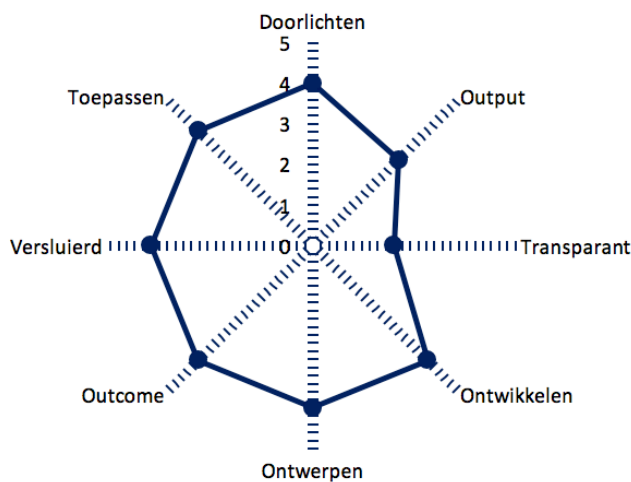 Doorlichten
5
4
Toepassen
Output
3
2
1
Versluierd
0
Transparant
Outcome
Ontwikkelen
Ontwerpen